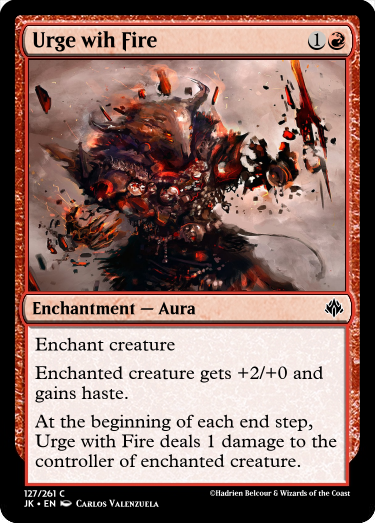 Urge wih Fire
1
Enchantment — Aura
Enchant creature
Enchanted creature gets +2/+0 and
gains haste.
At the beginning of each end step,
Urge with Fire deals 1 damage to the
controller of enchanted creature.
127/261 C
JK • EN Carlos Valenzuela
©Hadrien Belcour & Wizards of the Coast